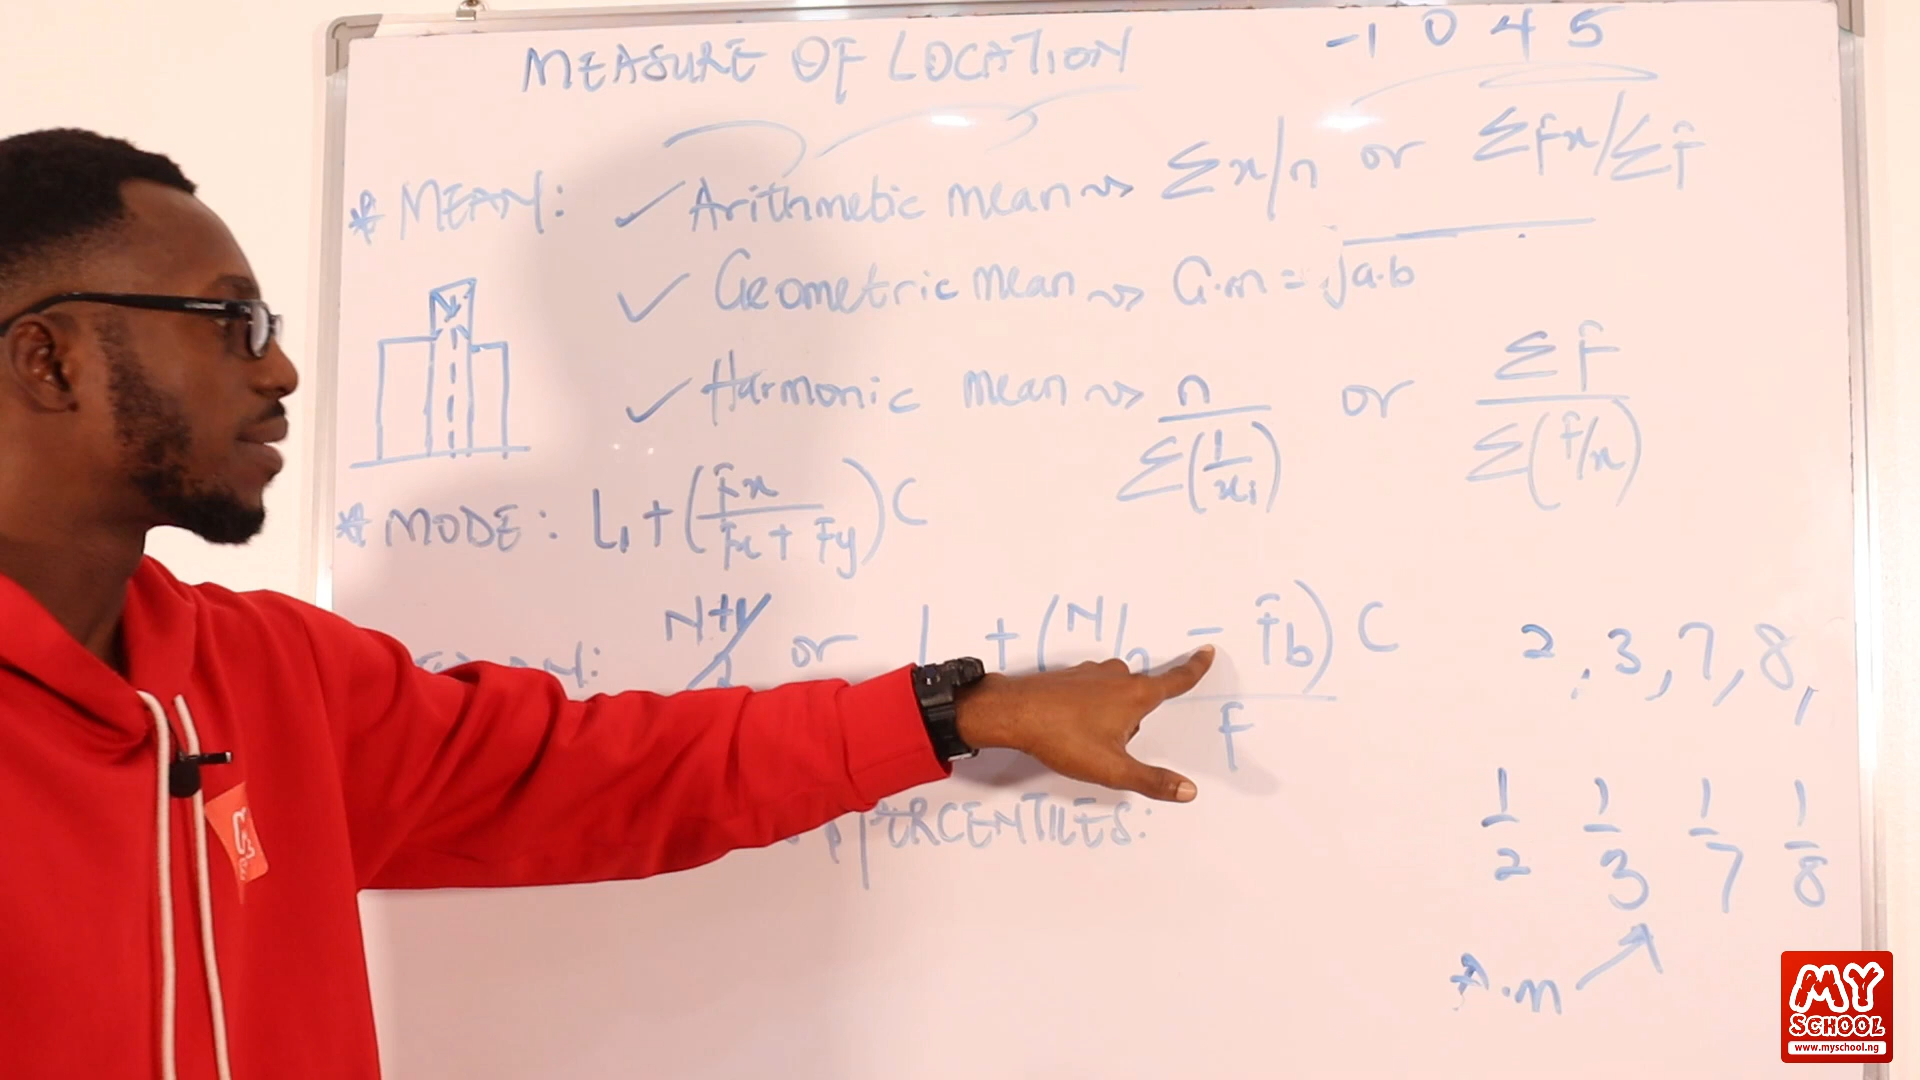 -1 0 4 5
MEASURE OF LOCATION
* MEAN: ✓ Arithmetic mean → Σx/n or Σfx/Σf
✓ Geometric mean → G.m = √a.b
✓ Harmonic mean → n/Σ(1/xi) or Σf/Σ(f/x)
* MODE: L1 + (Fx/(Fx + Fy))C
N+1/2 or L + (N/2 - Fb)/F C
2, 3, 7, 8,
PERCENTILES:
1/2 1/3 1/7 1/8
A.m
MY
SCHOOL
www.myschool.ng